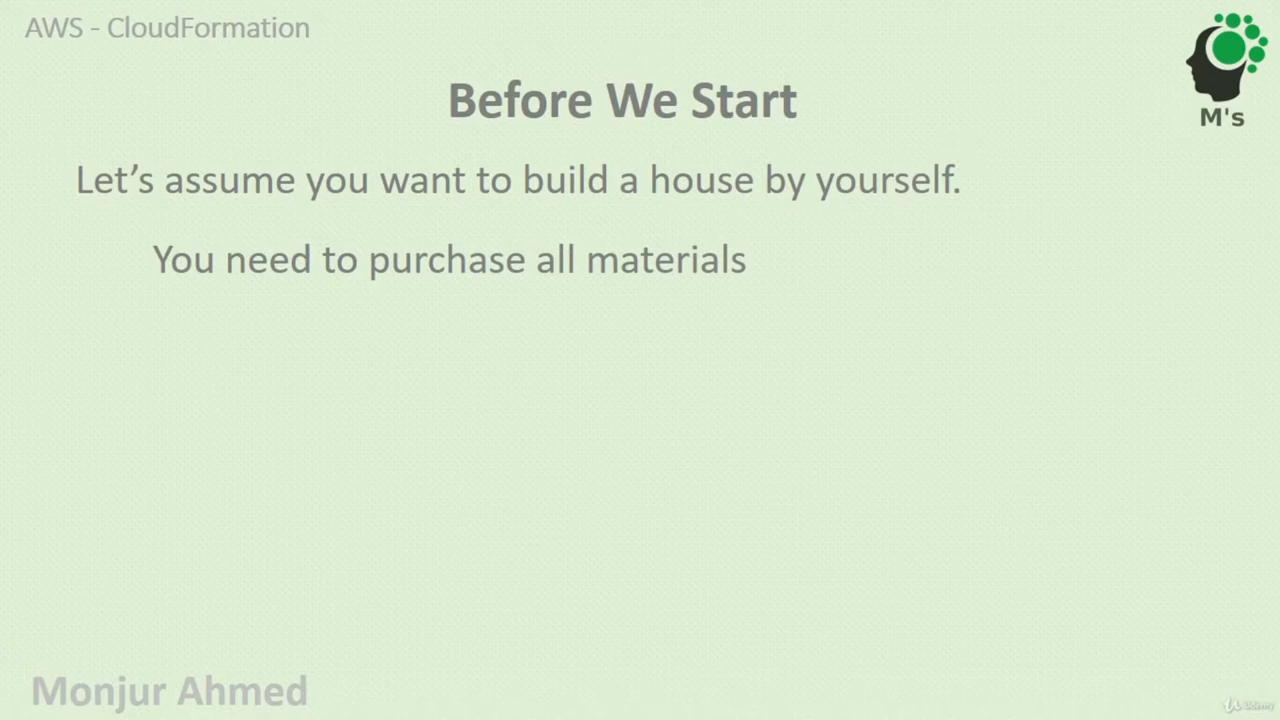 AWS - CloudFormation
Before We Start
M's
Let’s assume you want to build a house by yourself.
You need to purchase all materials
Monjur Ahmed
Udemy